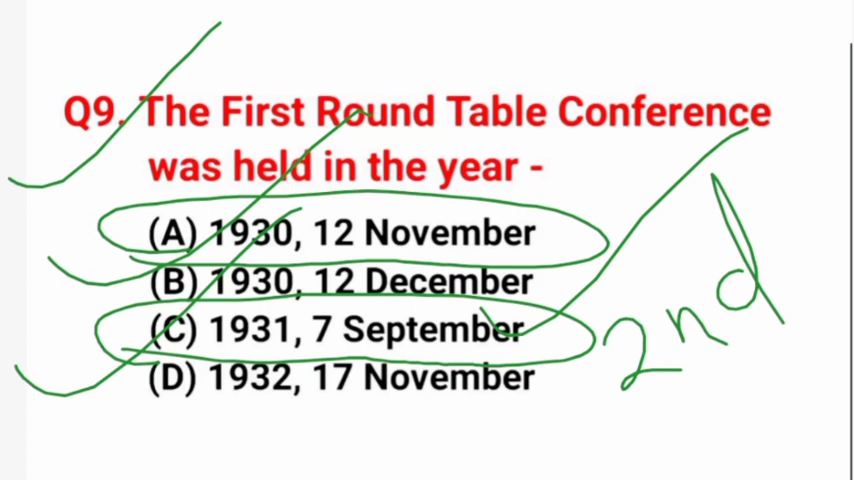 Q9. The First Round Table Conference
was held in the year -
(A) 1930, 12 November
(B) 1930, 12 December
(C) 1931, 7 September
2nd
(D) 1932, 17 November